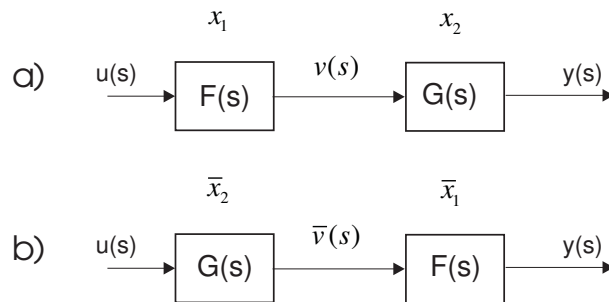 x₁ x₂
a) u(s) F(s) v(s) G(s) y(s)
x̅₂ x̅₁
b) u(s) G(s) v̅(s) F(s) y(s)